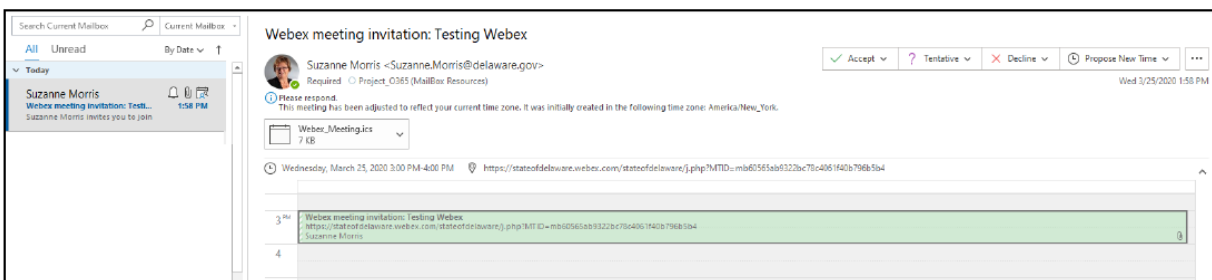 Search Current Mailbox
Current Mailbox
All Unread By Date
Today
Suzanne Morris
Webex meeting invitation: Testi... 1:58 PM
Suzanne Morris invites you to join
Webex meeting invitation: Testing Webex
Suzanne Morris <Suzanne.Morris@delaware.gov>
Required Project_O365 (MailBox Resources)
Accept
? Tentative
Decline
Propose New Time
...
Wed 3/25/2020 1:58 PM
Please respond.
This meeting has been adjusted to reflect your current time zone. It was initially created in the following time zone: America/New_York.
Webex_Meeting.ics
7 KB
Wednesday, March 25, 2020 3:00 PM-4:00 PM https://stateofdelaware.webex.com/stateofdelaware/j.php?MTID=mb60565ab9322bc78c4061f40b796b5b4
3 PM
Webex meeting invitation: Testing Webex
https://stateofdelaware.webex.com/stateofdelaware/j.php?MTID=mb60565ab9322bc78c4061f40b796b5b4
Suzanne Morris
4